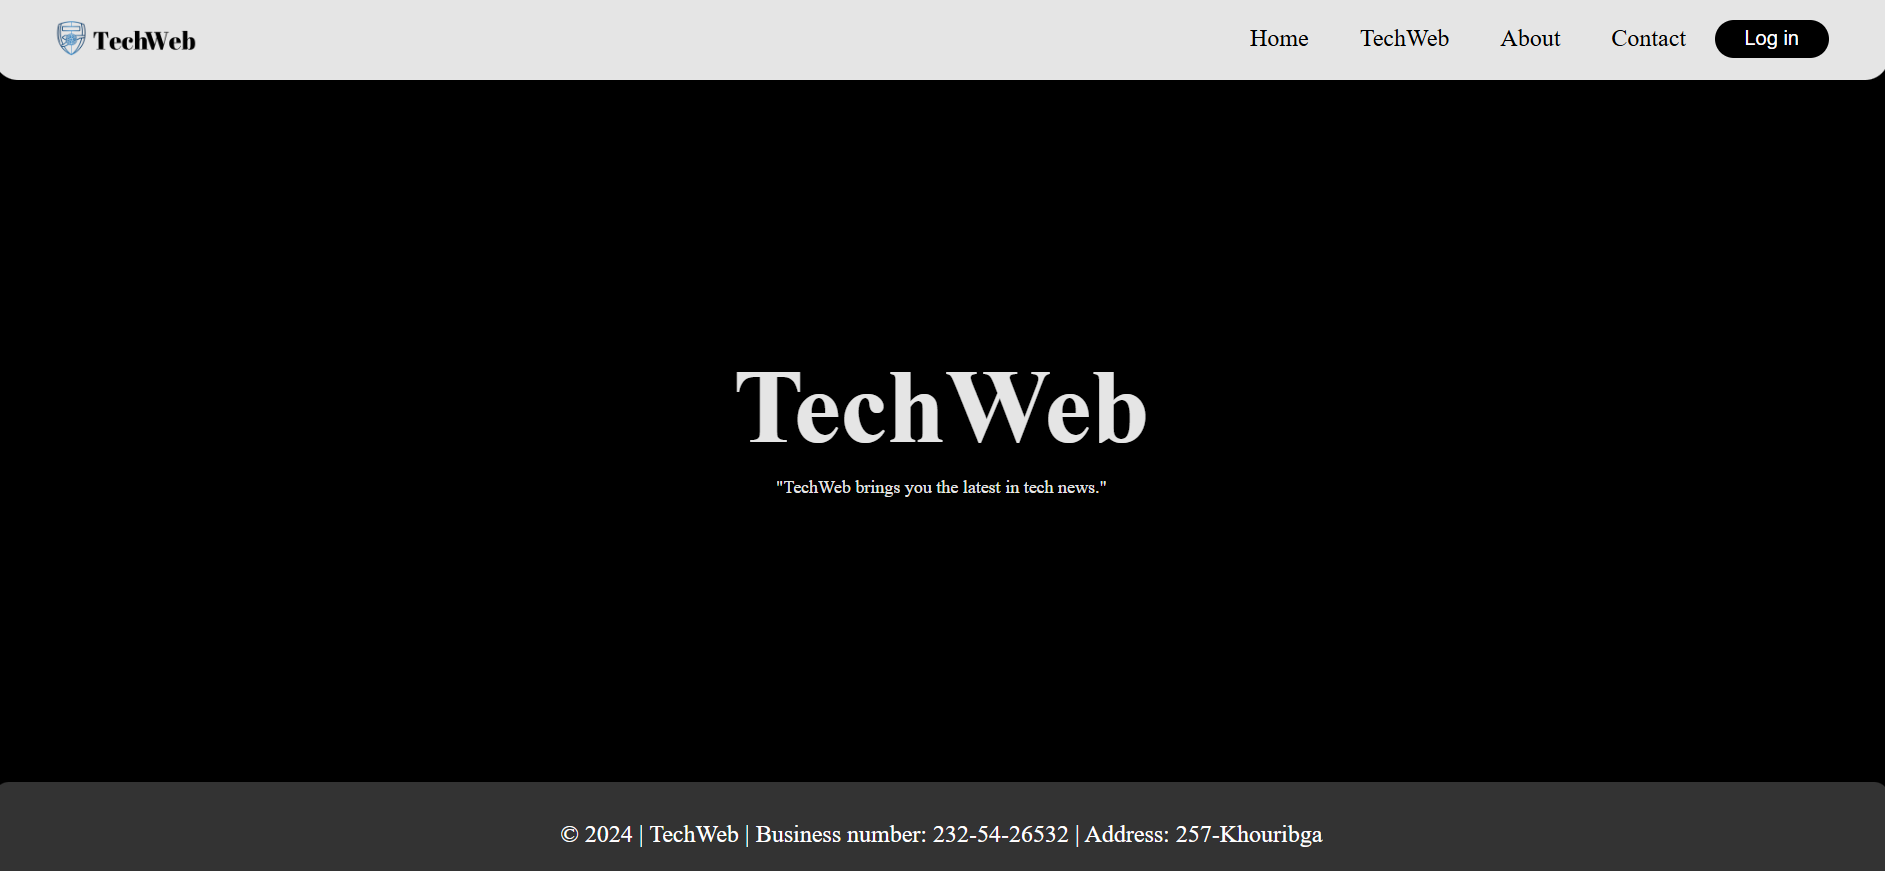 TechWeb
Home TechWeb About Contact Log in
TechWeb
"TechWeb brings you the latest in tech news."
© 2024 | TechWeb | Business number: 232-54-26532 | Address: 257-Khouribga